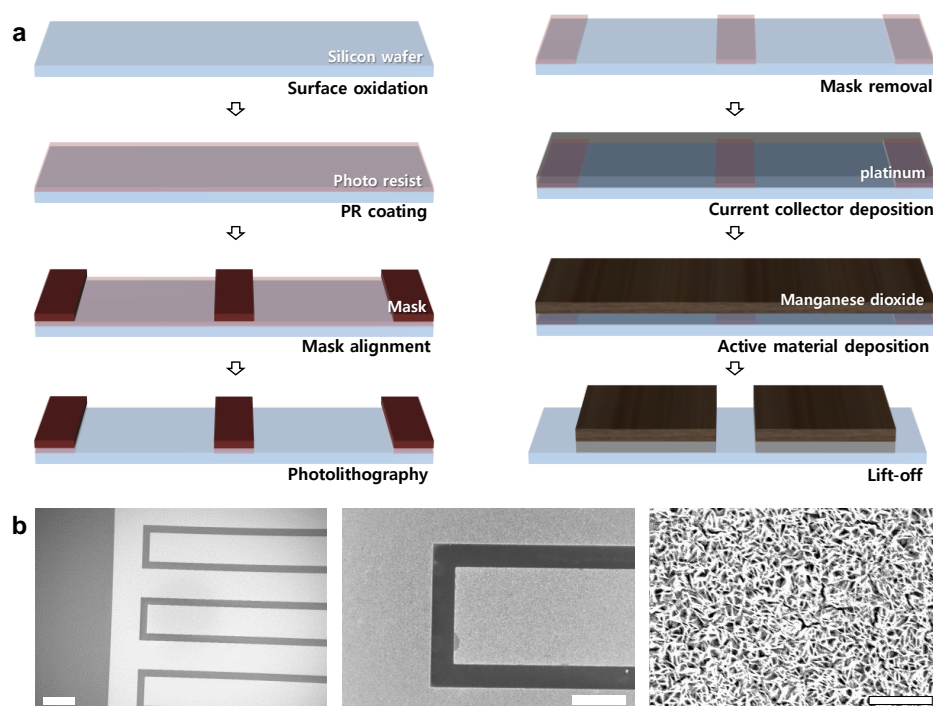 a
Silicon wafer
Surface oxidation
Photo resist
PR coating
Mask
Mask alignment
Photolithography
Mask removal
platinum
Current collector deposition
Manganese dioxide
Active material deposition
Lift-off
b